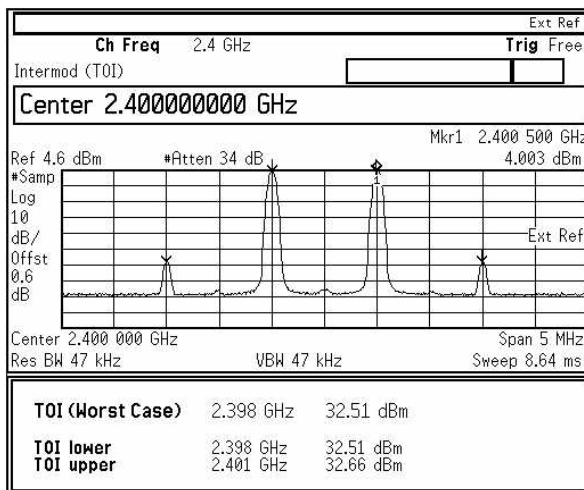 Ext Ref
Ch Freq 2.4 GHz Trig Free
Intermod (TOI)
Center 2.400000000 GHz
Mkr1 2.400 500 GHz
Ref 4.6 dBm #Atten 34 dB 4.003 dBm
#Samp
Log
10
dB/
Offst
0.6
dB
1
Ext Ref
Center 2.400 000 GHz Span 5 MHz
Res BW 47 kHz VBW 47 kHz Sweep 8.64 ms
TOI (Worst Case) 2.398 GHz 32.51 dBm
TOI lower 2.398 GHz 32.51 dBm
TOI upper 2.401 GHz 32.66 dBm